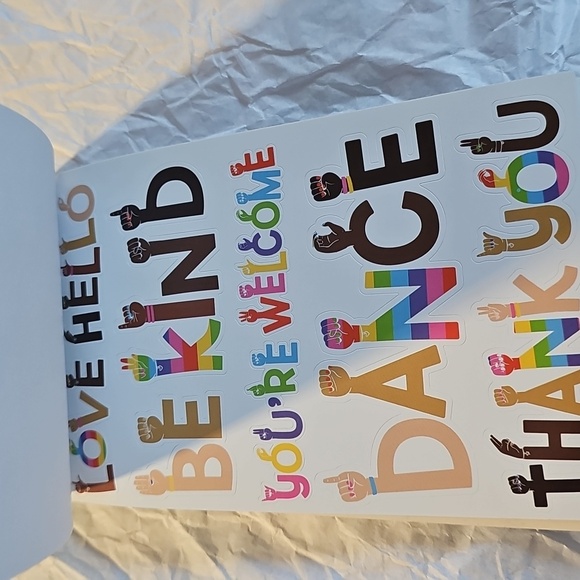 LOVE HELLO
BE KIND
YOU'RE WELCOME
DANCE
THANK YOU